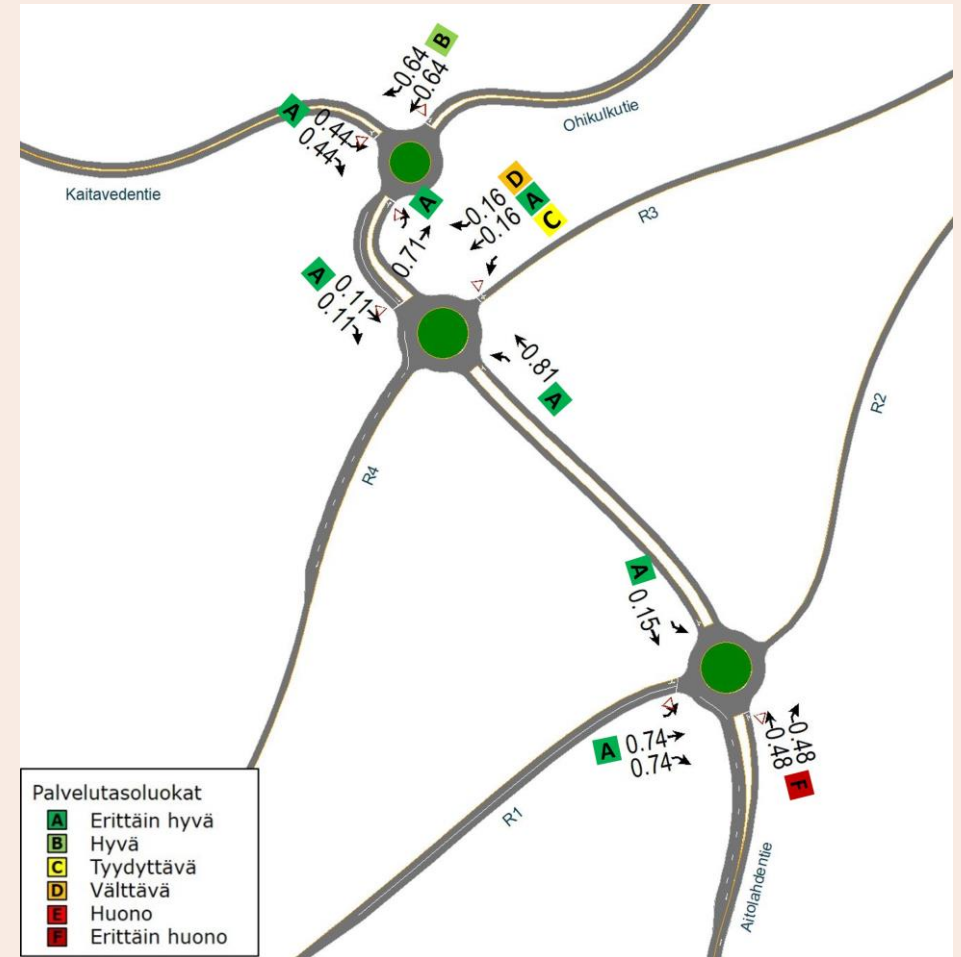 B
0.64
0.64
A
0.44
0.44
Ohikulkutie
Kaitavedentie
D
A
C
0.16
0.16
A
0.71
R3
A
0.11
0.11
0.81
A
R2
R4
A
0.15
A
0.74
0.74
0.48
0.48
F
R1
Aitolahdentie
Palvelutasoluokat
A Erittäin hyvä
B Hyvä
C Tyydyttävä
D Välttävä
E Huono
F Erittäin huono